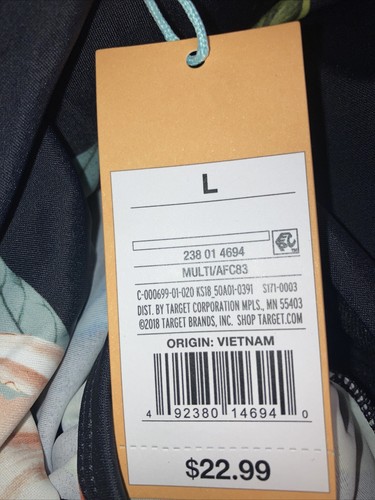 L
238 01 4694
MULTI/AFC83
C-000699-01-020 KS18_50A01-0391 S171-0003
DIST. BY TARGET CORPORATION MPLS., MN 55403
©2018 TARGET BRANDS, INC. SHOP TARGET.COM
ORIGIN: VIETNAM
4 92380 14694 0
$22.99